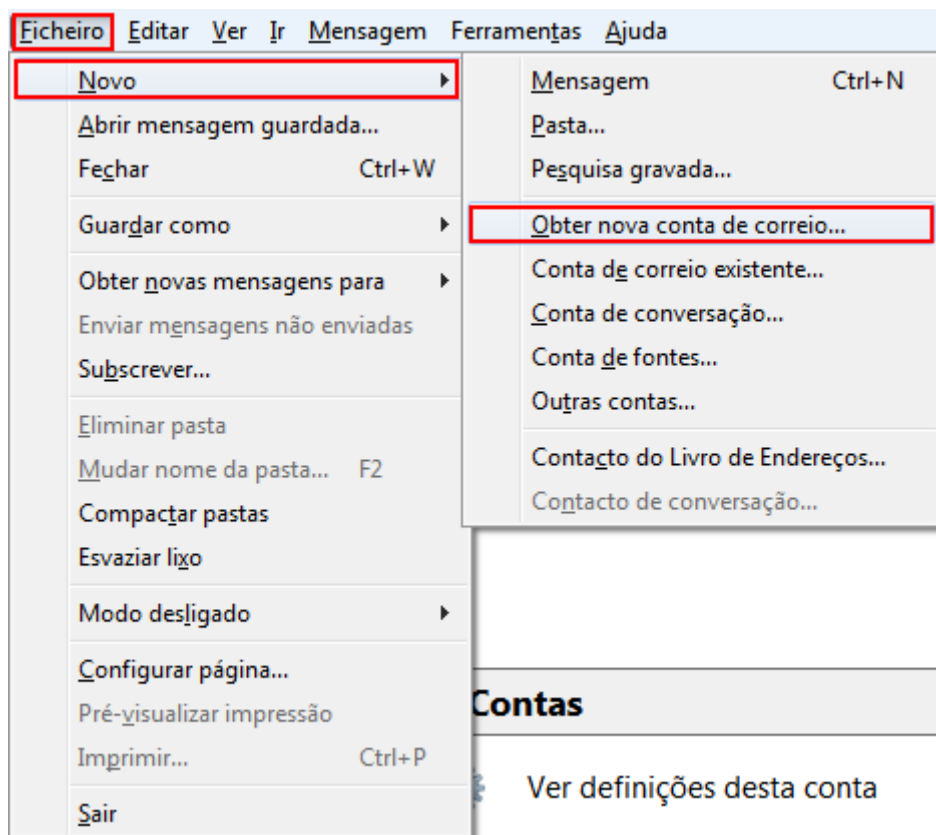 Ficheiro Editar Ver Ir Mensagem Ferramentas Ajuda
Novo
Abrir mensagem guardada...
Fechar Ctrl+W
Guardar como
Obter novas mensagens para
Enviar mensagens não enviadas
Subscrever...
Eliminar pasta
Mudar nome da pasta... F2
Compactar pastas
Esvaziar lixo
Modo desligado
Configurar página...
Pré-visualizar impressão
Imprimir... Ctrl+P
Sair
Mensagem Ctrl+N
Pasta...
Pesquisa gravada...
Obter nova conta de correio...
Conta de correio existente...
Conta de conversação...
Conta de fontes...
Outras contas...
Contacto do Livro de Endereços...
Contacto de conversação...
Contas
Ver definições desta conta